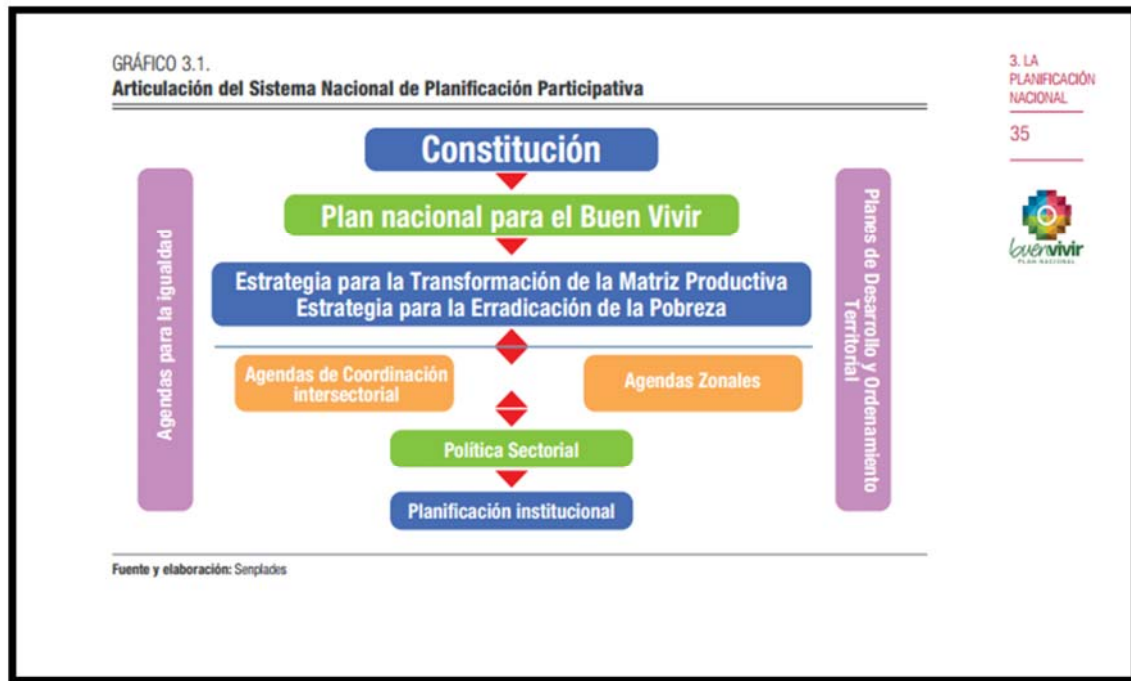 GRÁFICO 3.1.
Articulación del Sistema Nacional de Planificación Participativa
3. LA
PLANIFICACIÓN
NACIONAL
35
buenvivir
PLAN NACIONAL
Constitución
Plan nacional para el Buen Vivir
Estrategia para la Transformación de la Matriz Productiva
Estrategia para la Erradicación de la Pobreza
Agendas de Coordinación
intersectorial
Agendas Zonales
Política Sectorial
Planificación institucional
Agendas para la igualdad
Planes de Desarrollo y Ordenamiento
Territorial
Fuente y elaboración: Senplades